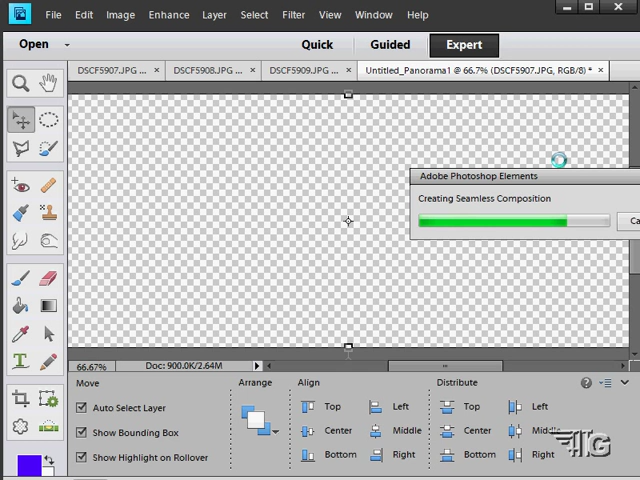 File Edit Image Enhance Layer Select Filter View Window Help
Open Quick Guided Expert
DSCF5907.JPG ... × DSCF5908.JPG ... × DSCF5909.JPG ... × Untitled_Panorama1 @ 66.7% (DSCF5907.JPG, RGB/8) * ×
Adobe Photoshop Elements
Creating Seamless Composition
66.67% Doc: 900.0K/2.64M
Move Arrange Align Distribute
Auto Select Layer
Show Bounding Box
Show Highlight on Rollover
Top Left
Center Middle
Bottom Right
Top Left
Center Middle
Bottom Right